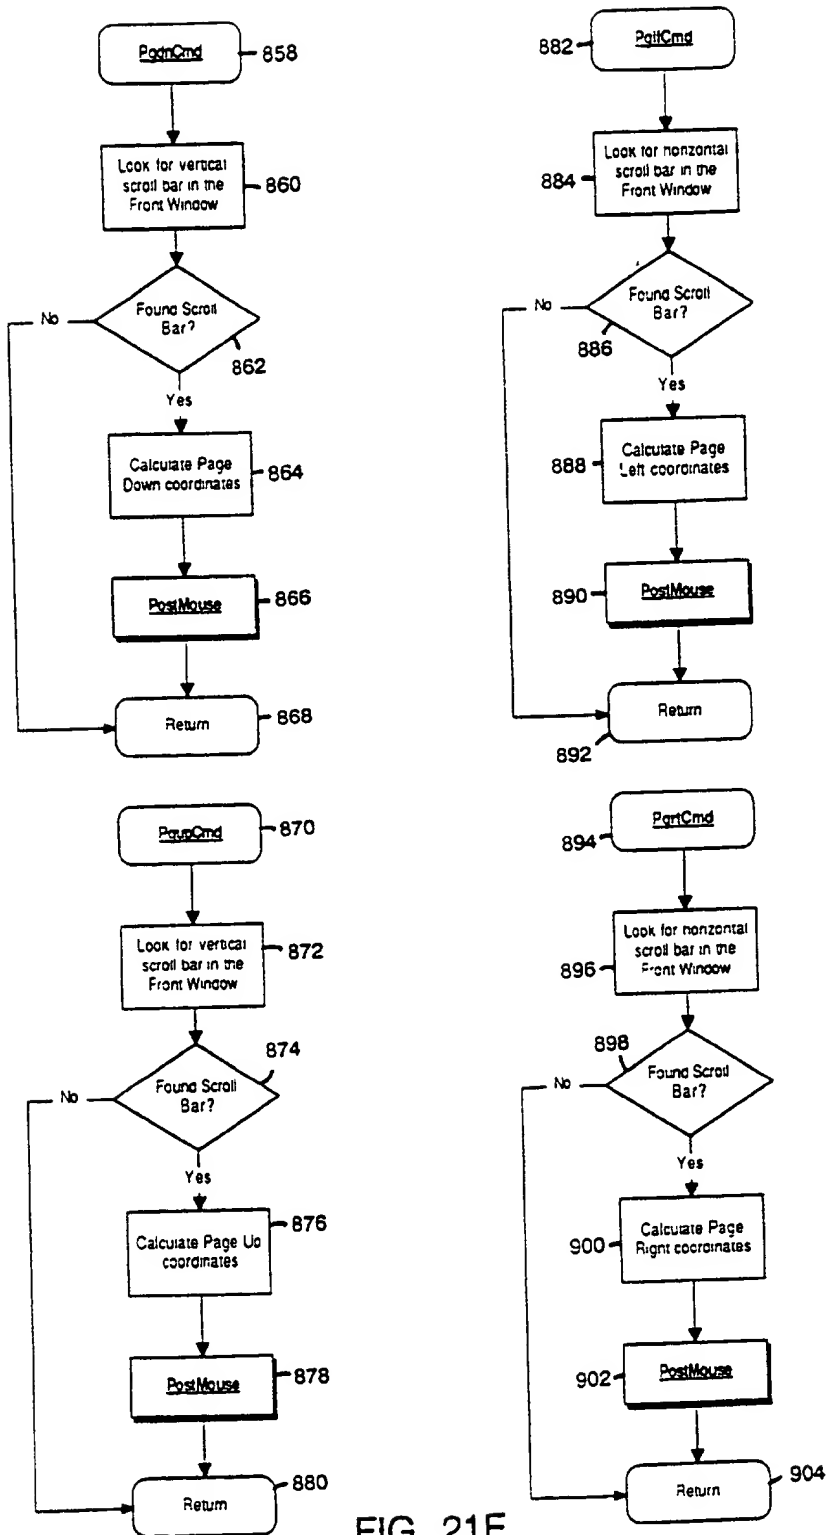 PgdnCmd
858
Look for vertical
scroll bar in the
Front Window
860
Found Scroll
Bar?
No
862
Yes
Calculate Page
Down coordinates
864
PostMouse
866
Return
868
PglfCmd
882
Look for horizontal
scroll bar in the
Front Window
884
Found Scroll
Bar?
No
886
Yes
Calculate Page
Left coordinates
888
PostMouse
890
Return
892
PgupCmd
870
Look for vertical
scroll bar in the
Front Window
872
874
Found Scroll
Bar?
No
Yes
Calculate Page Up
coordinates
876
PostMouse
878
Return
880
PgrtCmd
894
Look for horizontal
scroll bar in the
Front Window
896
898
Found Scroll
Bar?
No
Yes
Calculate Page
Right coordinates
900
PostMouse
902
Return
904